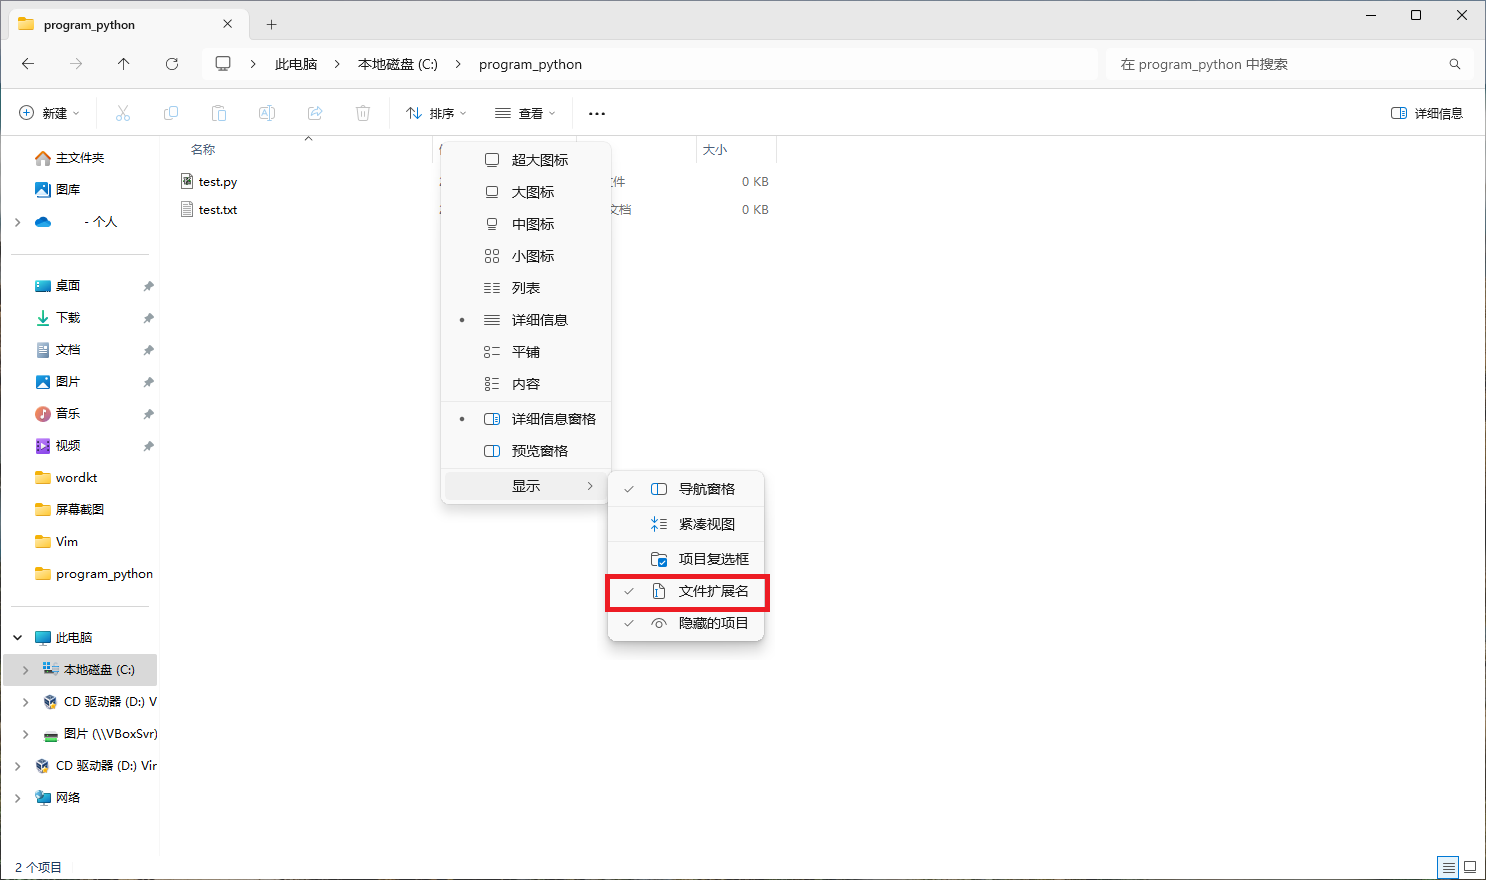 program_python
此电脑 本地磁盘 (C:) program_python
在 program_python 中搜索
新建 排序 查看 详细信息
名称 大小
test.py 0 KB
test.txt 文档 0 KB
超大图标
大图标
中图标
小图标
列表
详细信息
平铺
内容
详细信息窗格
预览窗格
显示
导航窗格
紧凑视图
项目复选框
文件扩展名
隐藏的项目
主文件夹
图库
- 个人
桌面
下载
文档
图片
音乐
视频
wordkt
屏幕截图
Vim
program_python
此电脑
本地磁盘 (C:)
CD 驱动器 (D:) V
图片 (\\VBoxSvr)
CD 驱动器 (D:) Vir
网络
2 个项目